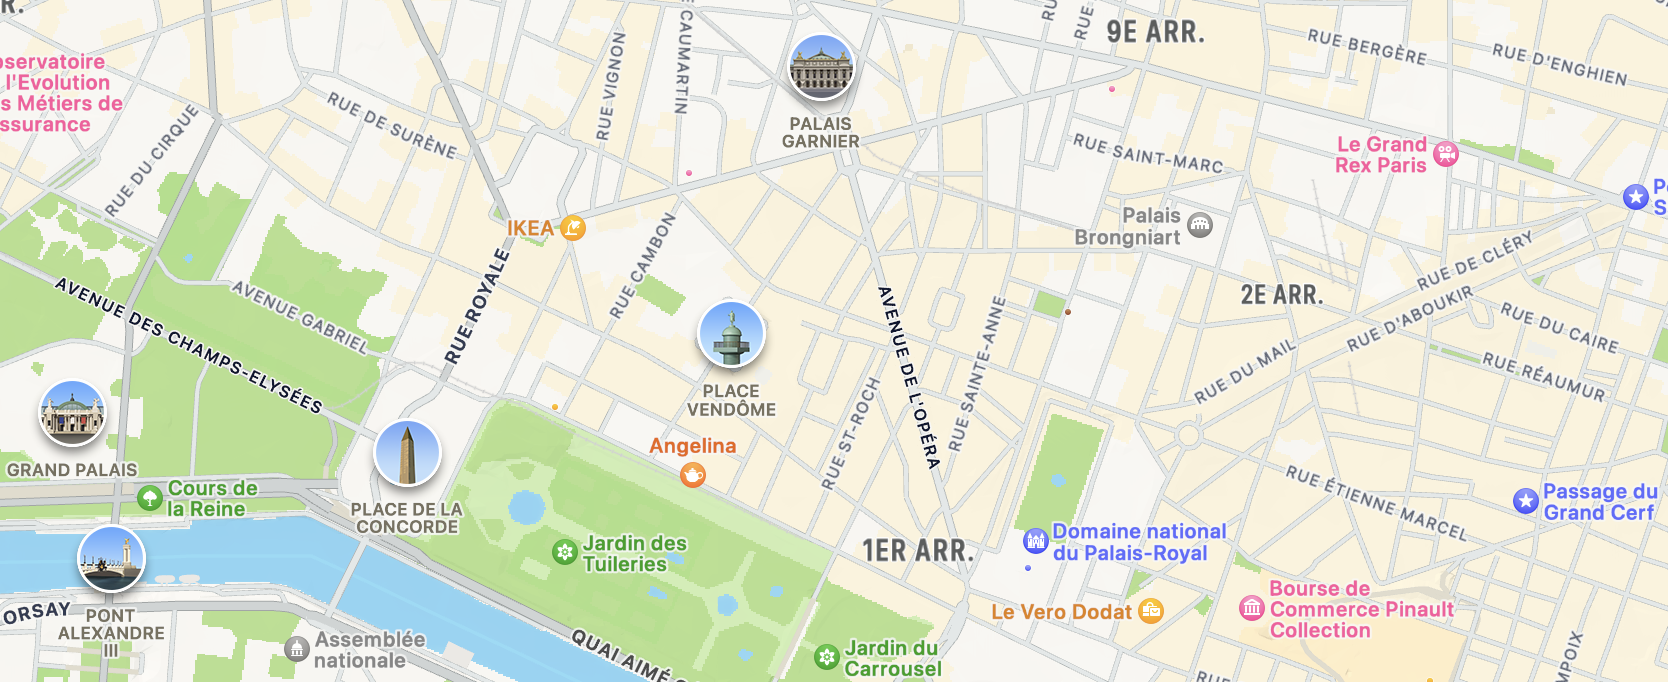 R.
9E ARR.
RUE BERGÈRE
RUE D'ENGHIEN
RUE VIGNON
E CAUMARTIN
RUE
RUE
bservatoire
l'Evolution
s Métiers de
ssurance
RUE DU CIRQUE
RUE DE SURÈNE
PALAIS
GARNIER
RUE SAINT-MARC
Le Grand
Rex Paris
P
S
IKEA
Palais
Brongniart
RUE CAMBON
RUE ROYALE
RUE DE CLÉRY
2E ARR.
RUE D'ABOUKIR
RUE DU CAIRE
AVENUE DES CHAMPS-ELYSÉES
AVENUE GABRIEL
AVENUE DE L'OPÉRA
RUE SAINTE-ANNE
RUE DU MAIL
RUE RÉAUMUR
PLACE
VENDÔME
RUE ST-ROCH
Angelina
GRAND PALAIS
Cours de
la Reine
PLACE DE LA
CONCORDE
RUE ÉTIENNE MARCEL
Passage du
Grand Cerf
Jardin des
Tuileries
1ER ARR.
Domaine national
du Palais-Royal
ORSAY
PONT
ALEXANDRE
III
Assemblée
nationale
QUAI AIMÉ
Le Vero Dodat
Bourse de
Commerce Pinault
Collection
Jardin du
Carrousel
RUE
MPOIX